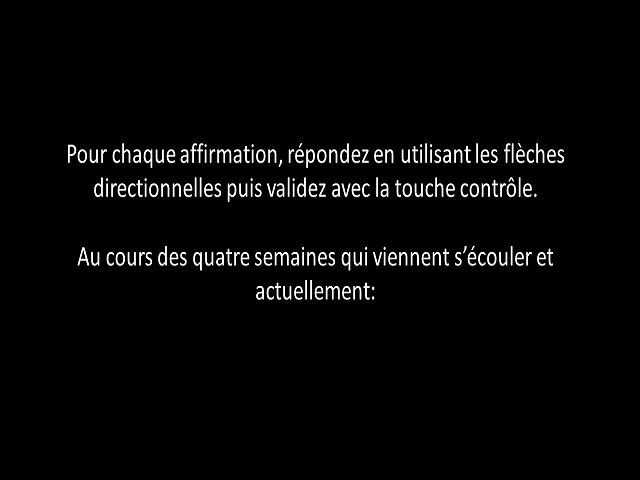 Pour chaque affirmation, répondez en utilisant les flèches
directionnelles puis validez avec la touche contrôle.
Au cours des quatre semaines qui viennent s’écouler et
actuellement: